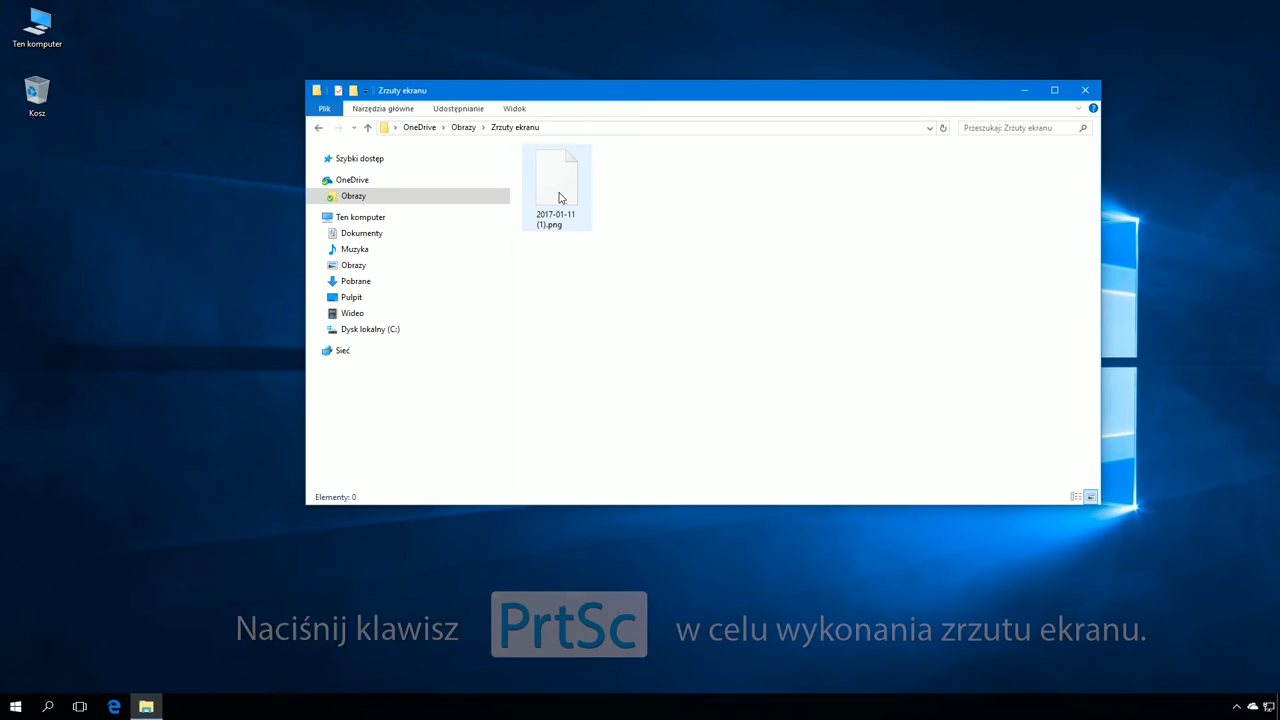 Ten komputer
Kosz
Zrzuty ekranu
Plik Narzędzia główne Udostępnianie Widok
OneDrive Obrazy Zrzuty ekranu
Przeszukaj: Zrzuty ekranu
Szybki dostęp
OneDrive
Obrazy
Ten komputer
Dokumenty
Muzyka
Obrazy
Pobrane
Pulpit
Wideo
Dysk lokalny (C:)
Sieć
2017-01-11
(1).png
Elementy: 0
Naciśnij klawisz PrtSc w celu wykonania zrzutu ekranu.